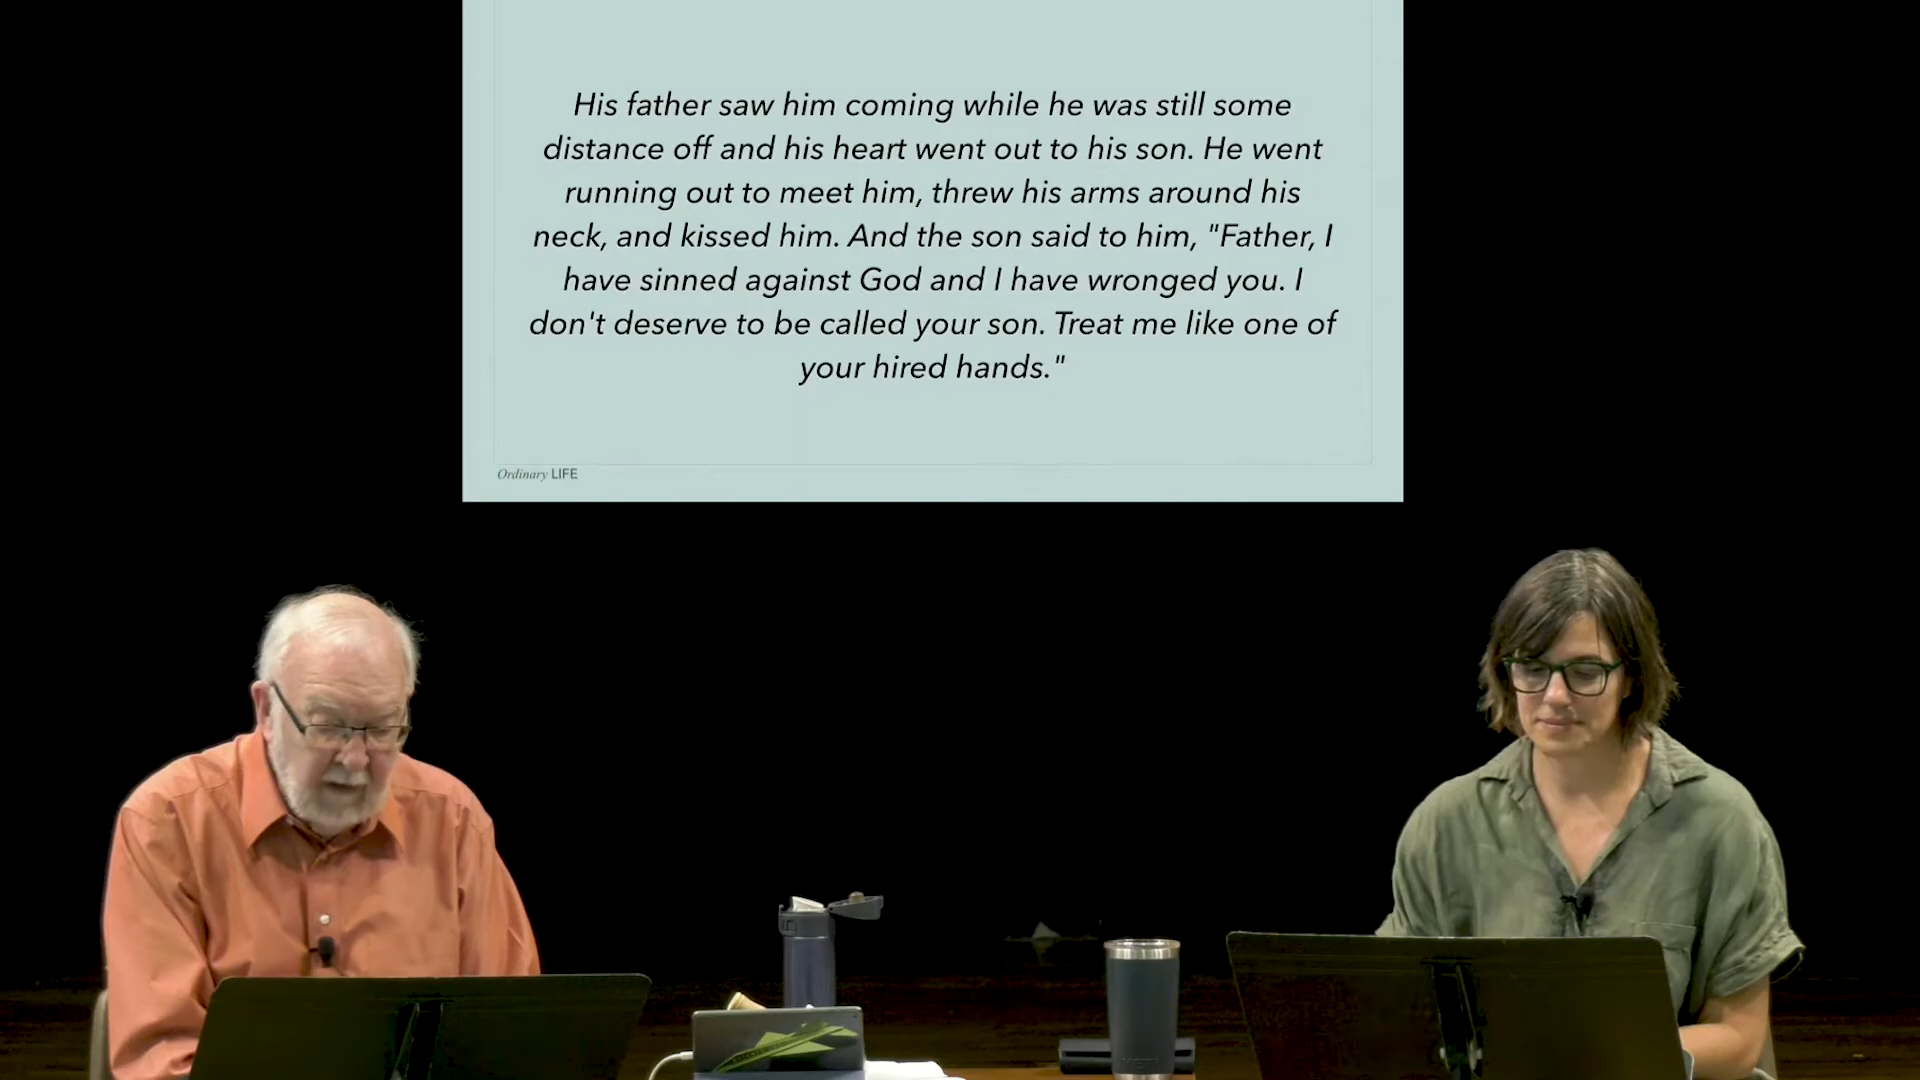 His father saw him coming while he was still some
distance off and his heart went out to his son. He went
running out to meet him, threw his arms around his
neck, and kissed him. And the son said to him, "Father, I
have sinned against God and I have wronged you. I
don't deserve to be called your son. Treat me like one of
your hired hands."
Ordinary LIFE